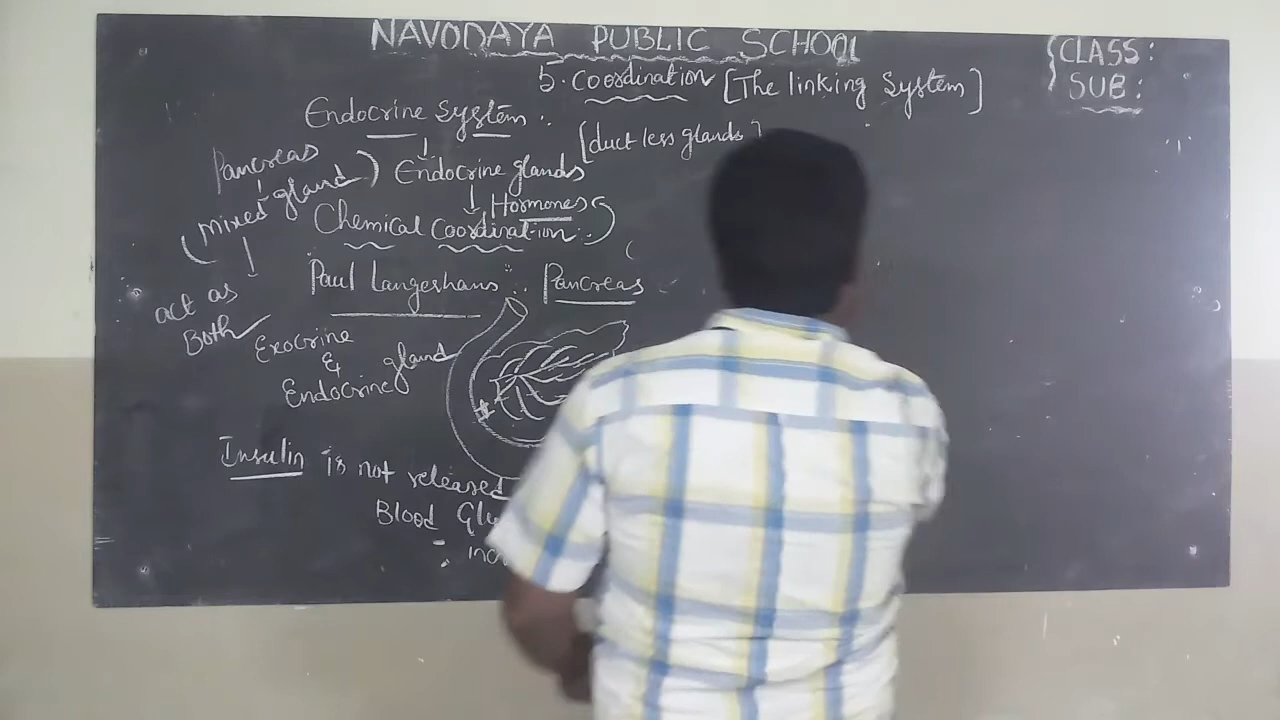 NAVODAYA PUBLIC SCHOOL
{CLASS:
SUB:
5. Coordination [The linking System]
Endocrine system :.
[duct less glands]
Endocrine glands
Pancreas
(Mixed gland)
Hormones
Chemical Coordination :.
Paul Langerhans :. Pancreas
act as
Both
Exocrine
&
Endocrine gland
Insulin is not released
Blood